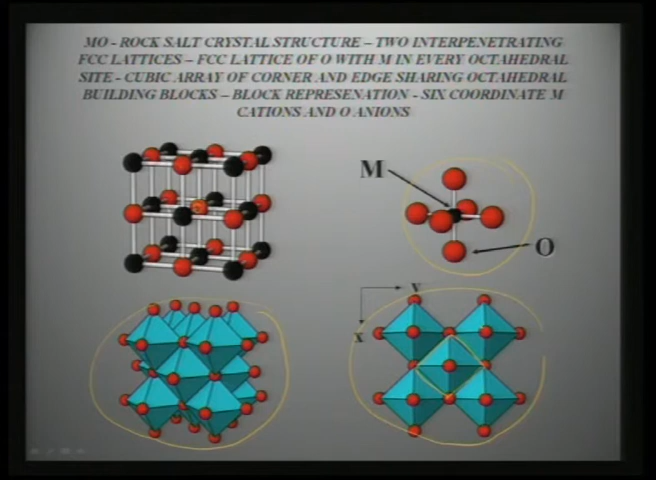 MO - ROCK SALT CRYSTAL STRUCTURE – TWO INTERPENETRATING
FCC LATTICES – FCC LATTICE OF O WITH M IN EVERY OCTAHEDRAL
SITE - CUBIC ARRAY OF CORNER AND EDGE SHARING OCTAHEDRAL
BUILDING BLOCKS – BLOCK REPRESENATION - SIX COORDINATE M
CATIONS AND O ANIONS
M
O
Y
X